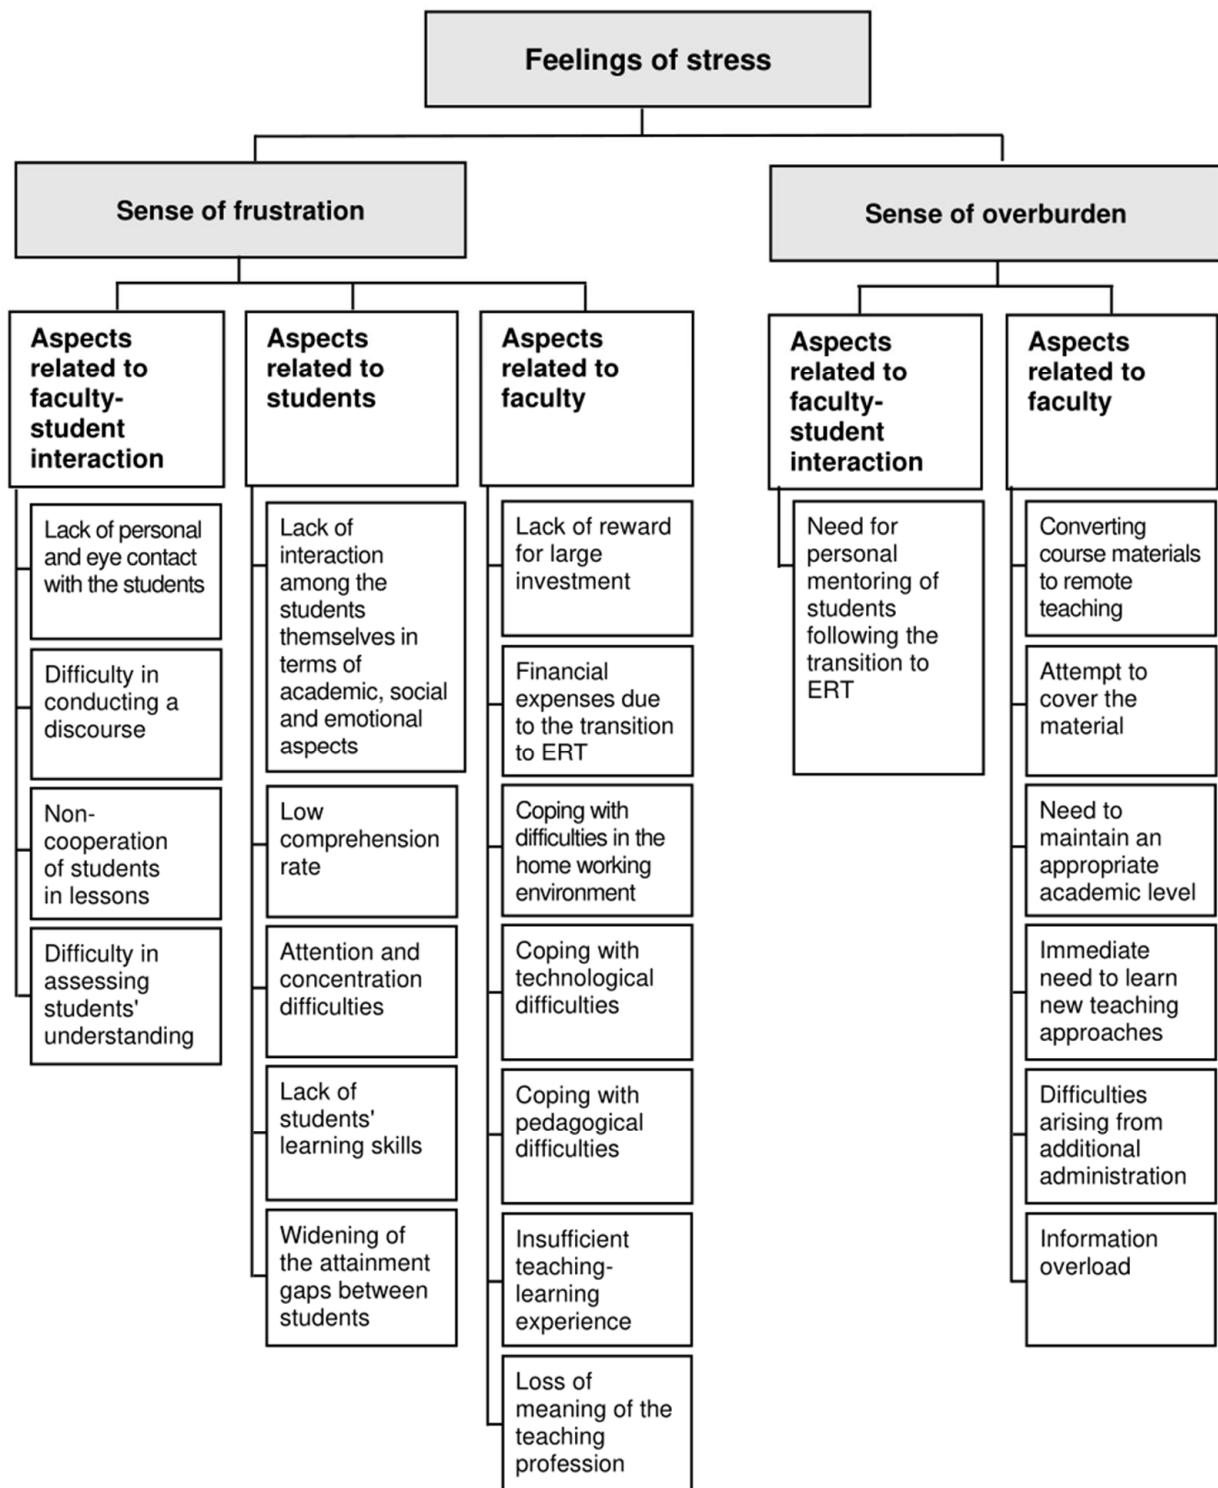 Feelings of stress
Sense of frustration
Sense of overburden
Aspects
related to
faculty-
student
interaction
Lack of personal
and eye contact
with the students
Difficulty in
conducting a
discourse
Non-
cooperation
of students
in lessons
Difficulty in
assessing
students'
understanding
Aspects
related to
students
Lack of
interaction
among the
students
themselves in
terms of
academic, social
and emotional
aspects
Low
comprehension
rate
Attention and
concentration
difficulties
Lack of
students'
learning skills
Widening of
the attainment
gaps between
students
Aspects
related to
faculty
Lack of reward
for large
investment
Financial
expenses due
to the transition
to ERT
Coping with
difficulties in the
home working
environment
Coping with
technological
difficulties
Coping with
pedagogical
difficulties
Insufficient
teaching-
learning
experience
Loss of
meaning of the
teaching
profession
Aspects
related to
faculty-
student
interaction
Need for
personal
mentoring of
students
following the
transition to
ERT
Aspects
related to
faculty
Converting
course materials
to remote
teaching
Attempt to
cover the
material
Need to
maintain an
appropriate
academic level
Immediate
need to learn
new teaching
approaches
Difficulties
arising from
additional
administration
Information
overload